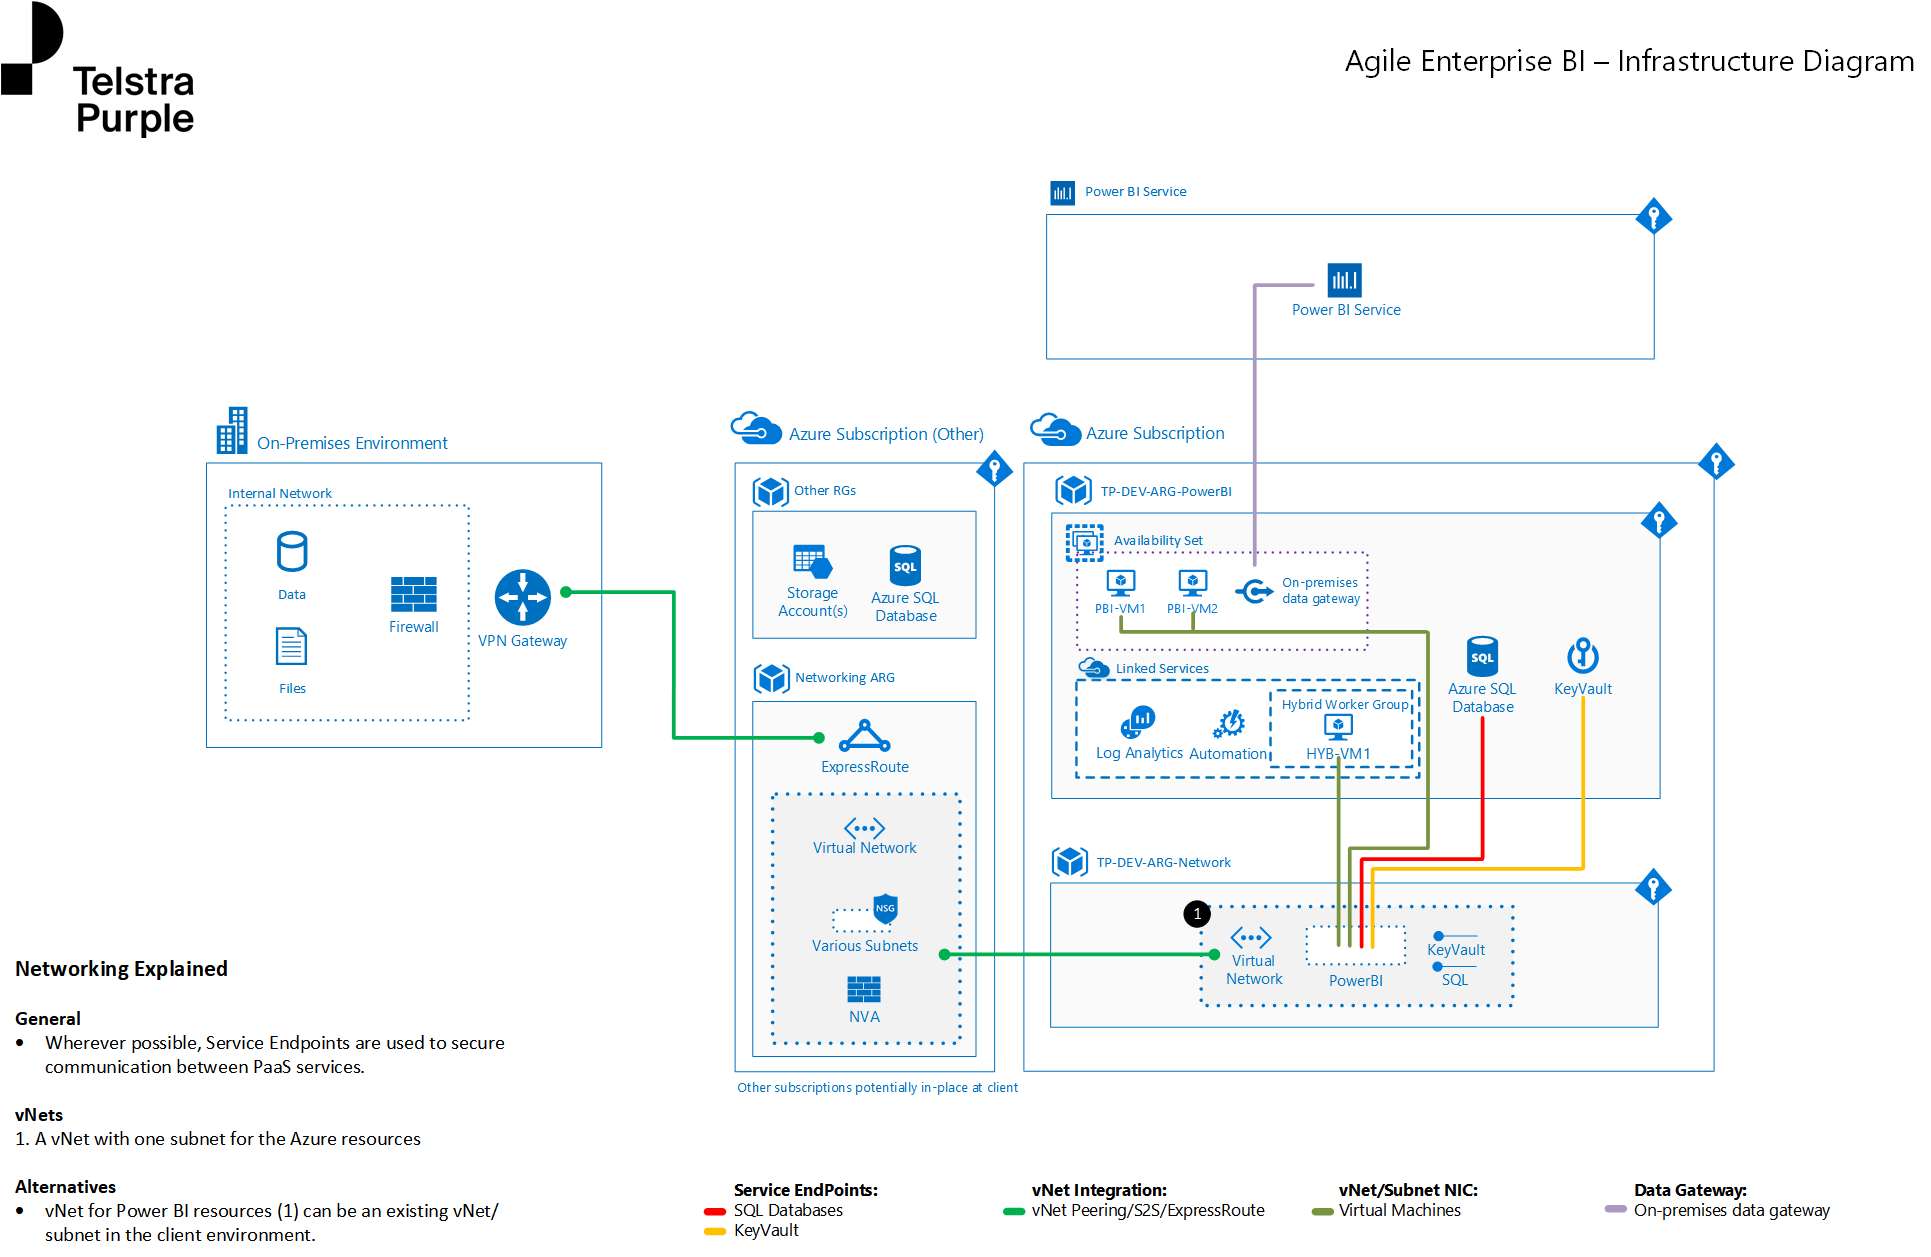 Telstra
Purple
Agile Enterprise BI – Infrastructure Diagram
Power BI Service
Power BI Service
On-Premises Environment
Internal Network
Data
Files
Firewall
VPN Gateway
Azure Subscription (Other)
Other RGs
Storage
Account(s)
SQL
Azure SQL
Database
Networking ARG
ExpressRoute
Virtual Network
NSG
Various Subnets
NVA
Other subscriptions potentially in-place at client
Azure Subscription
TP-DEV-ARG-PowerBI
Availability Set
PBI-VM1
PBI-VM2
On-premises
data gateway
Linked Services
Log Analytics
Automation
Hybrid Worker Group
HYB-VM1
SQL
Azure SQL
Database
KeyVault
TP-DEV-ARG-Network
1
Virtual
Network
PowerBI
KeyVault
SQL
Networking Explained
General
• Wherever possible, Service Endpoints are used to secure
communication between PaaS services.
vNets
1. A vNet with one subnet for the Azure resources
Alternatives
• vNet for Power BI resources (1) can be an existing vNet/
subnet in the client environment.
Service EndPoints:
SQL Databases
KeyVault
vNet Integration:
vNet Peering/S2S/ExpressRoute
vNet/Subnet NIC:
Virtual Machines
Data Gateway:
On-premises data gateway